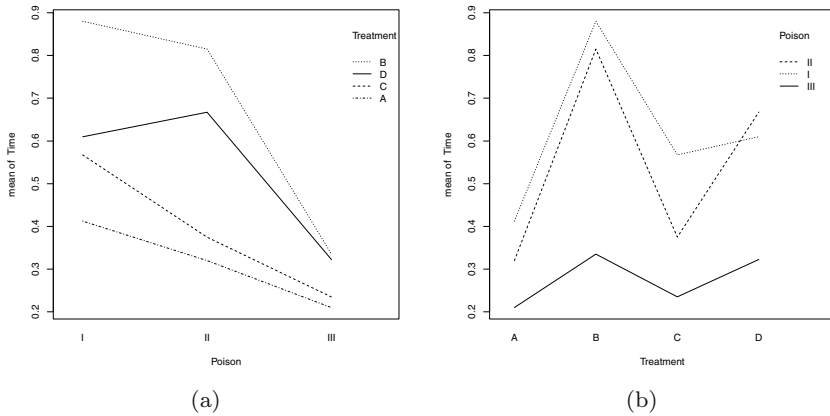 0.9
0.8
0.7
0.6
0.5
0.4
0.3
0.2
mean of Time
I II III
Poison
Treatment
B
D
C
A
(a)
0.9
0.8
0.7
0.6
0.5
0.4
0.3
0.2
mean of Time
A B C D
Treatment
Poison
II
I
III
(b)